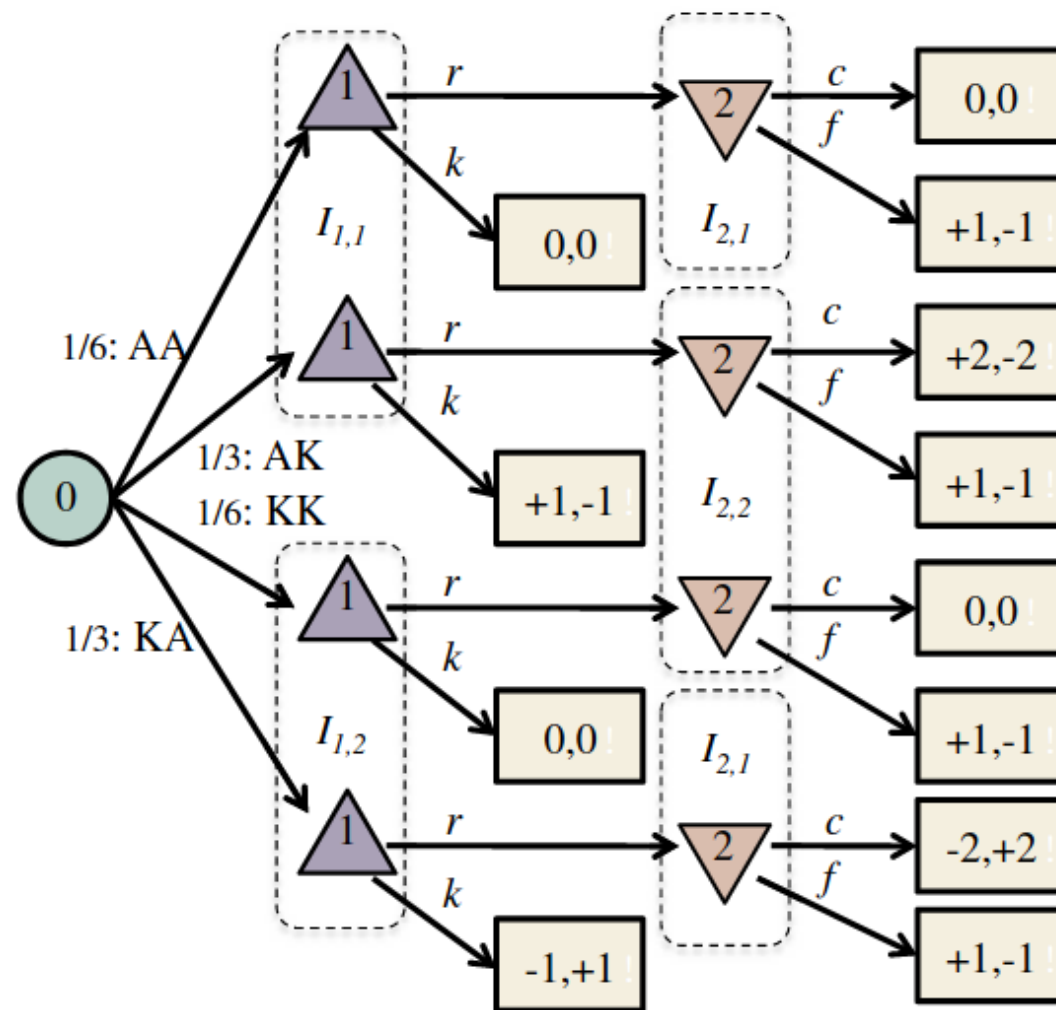 1 r 2 c 0,0
f
k
I1,1 0,0 I2,1 +1,-1
1 r 2 c +2,-2
1/6: AA f
k
1/3: AK +1,-1 I2,2 +1,-1
0
1/6: KK
1 r 2 c 0,0
1/3: KA f
k
I1,2 0,0 I2,1 +1,-1
1 r 2 c -2,+2
f
k
-1,+1 +1,-1